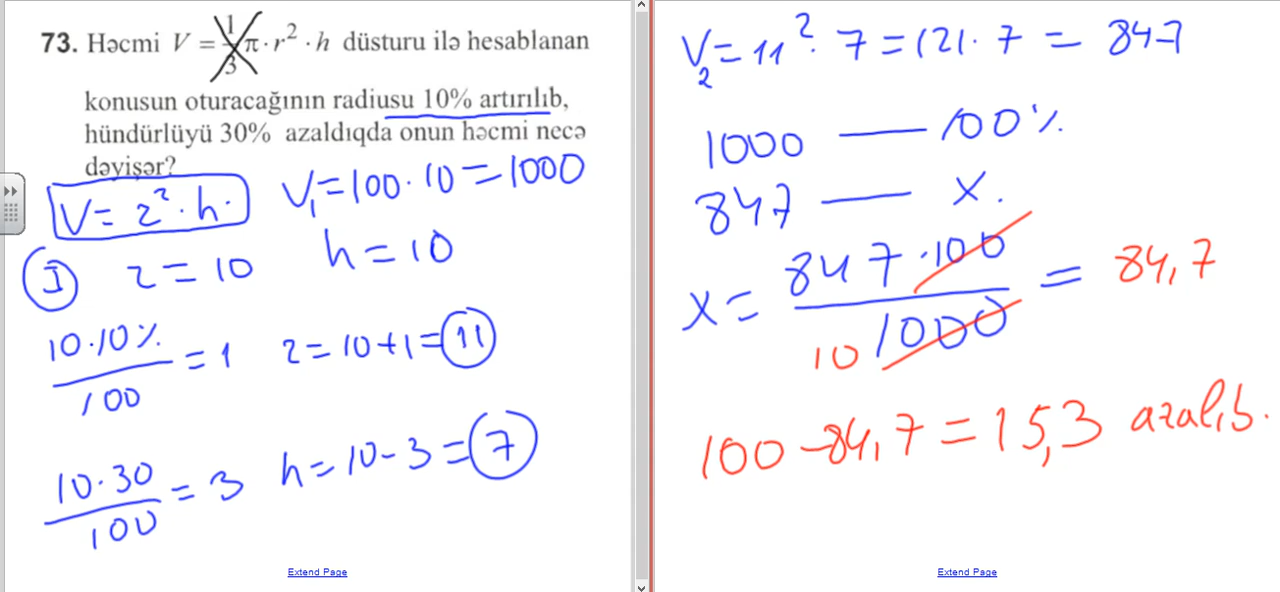 73. Həcmi V = 1/3 π · r² · h düsturu ilə hesablanan
konusun oturacağının radiusu 10% artırılıb,
hündürlüyü 30% azaldıqda onun həcmi necə
dəyişər?
V = r² · h.
V₁ = 100 · 10 = 1000
I r = 10 h = 10
10 · 10% / 100 = 1 r = 10 + 1 = 11
10 · 30 / 100 = 3 h = 10 - 3 = 7
Extend Page
V₂ = 11² · 7 = 121 · 7 = 847
1000 — 100%
847 — x.
x = 847 · 100 / 1000 = 84,7
10
100 - 84,7 = 15,3 azalıb.
Extend Page